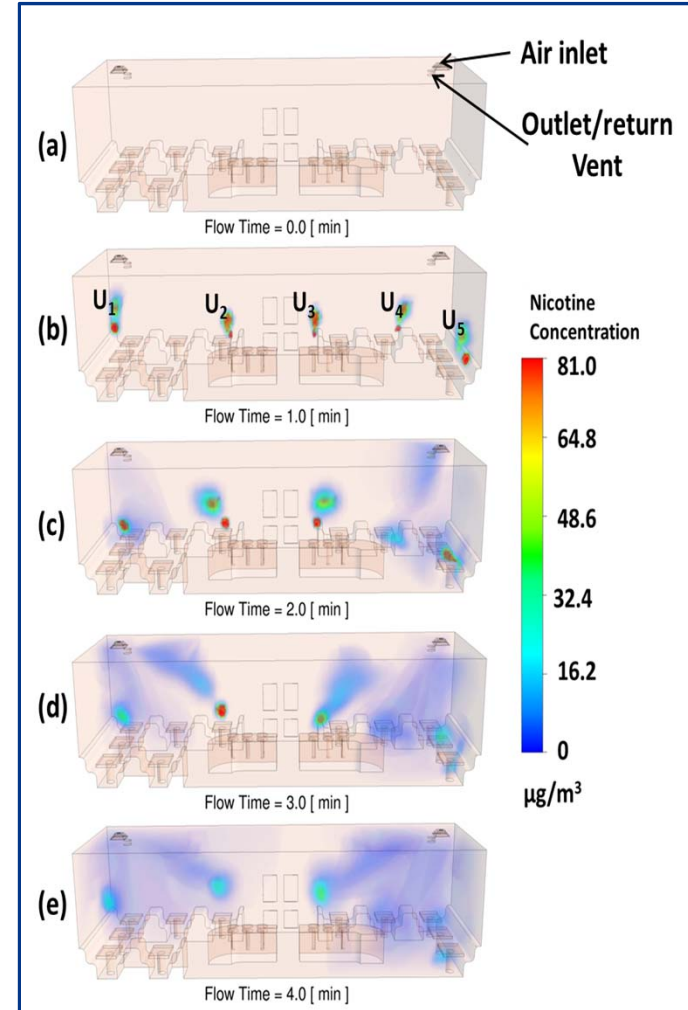 Air inlet
Outlet/return
Vent
(a)
Flow Time = 0.0 [ min ]
(b)
U₁
U₂
U₃
U₄
U₅
Flow Time = 1.0 [ min ]
Nicotine
Concentration
81.0
64.8
48.6
32.4
16.2
0
µg/m³
(c)
Flow Time = 2.0 [ min ]
(d)
Flow Time = 3.0 [ min ]
(e)
Flow Time = 4.0 [ min ]